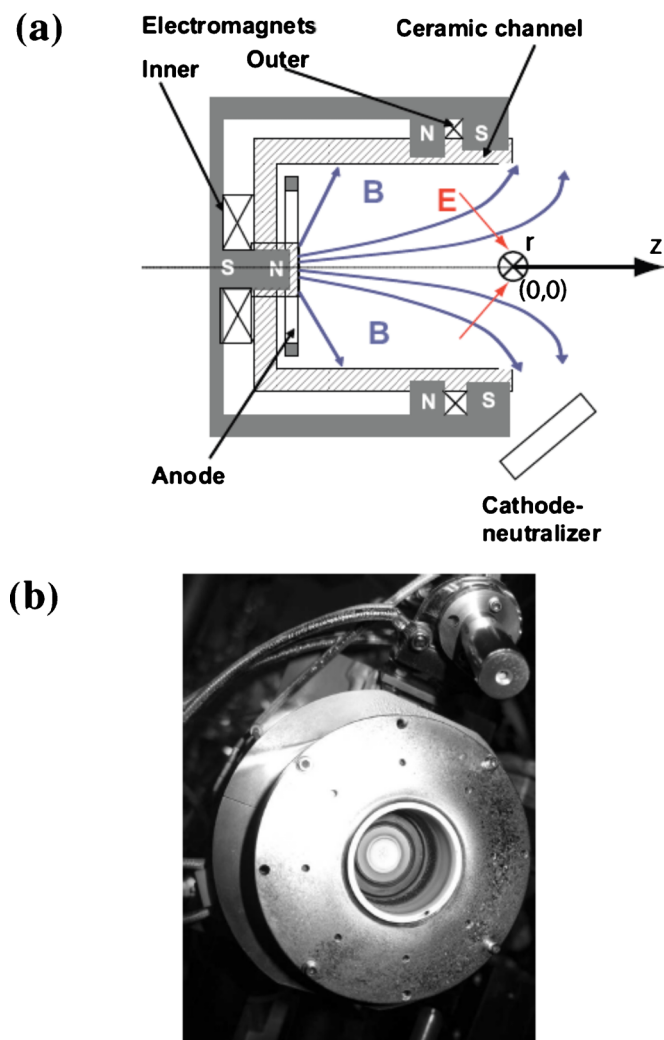 (a)
Electromagnets
Inner
Outer
Ceramic channel
N
S
B
E
r
z
S
N
(0,0)
B
N
S
Anode
Cathode-
neutralizer
(b)